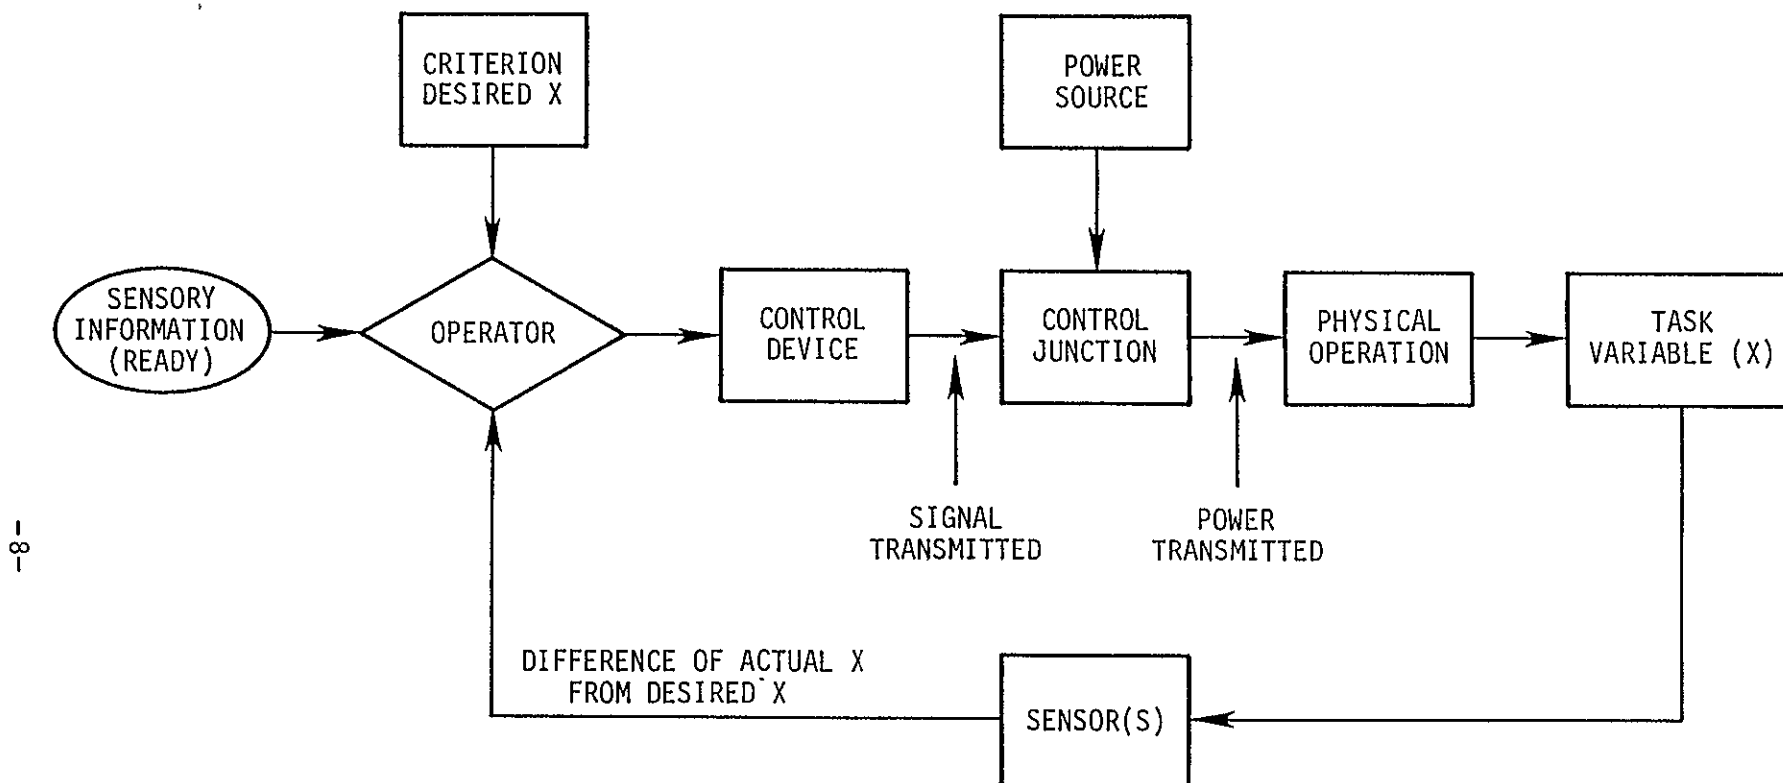 CRITERION
DESIRED X
POWER
SOURCE
SENSORY
INFORMATION
(READY)
OPERATOR
CONTROL
DEVICE
CONTROL
JUNCTION
PHYSICAL
OPERATION
TASK
VARIABLE (X)
SIGNAL
TRANSMITTED
POWER
TRANSMITTED
-8-
DIFFERENCE OF ACTUAL X
FROM DESIRED X
SENSOR(S)